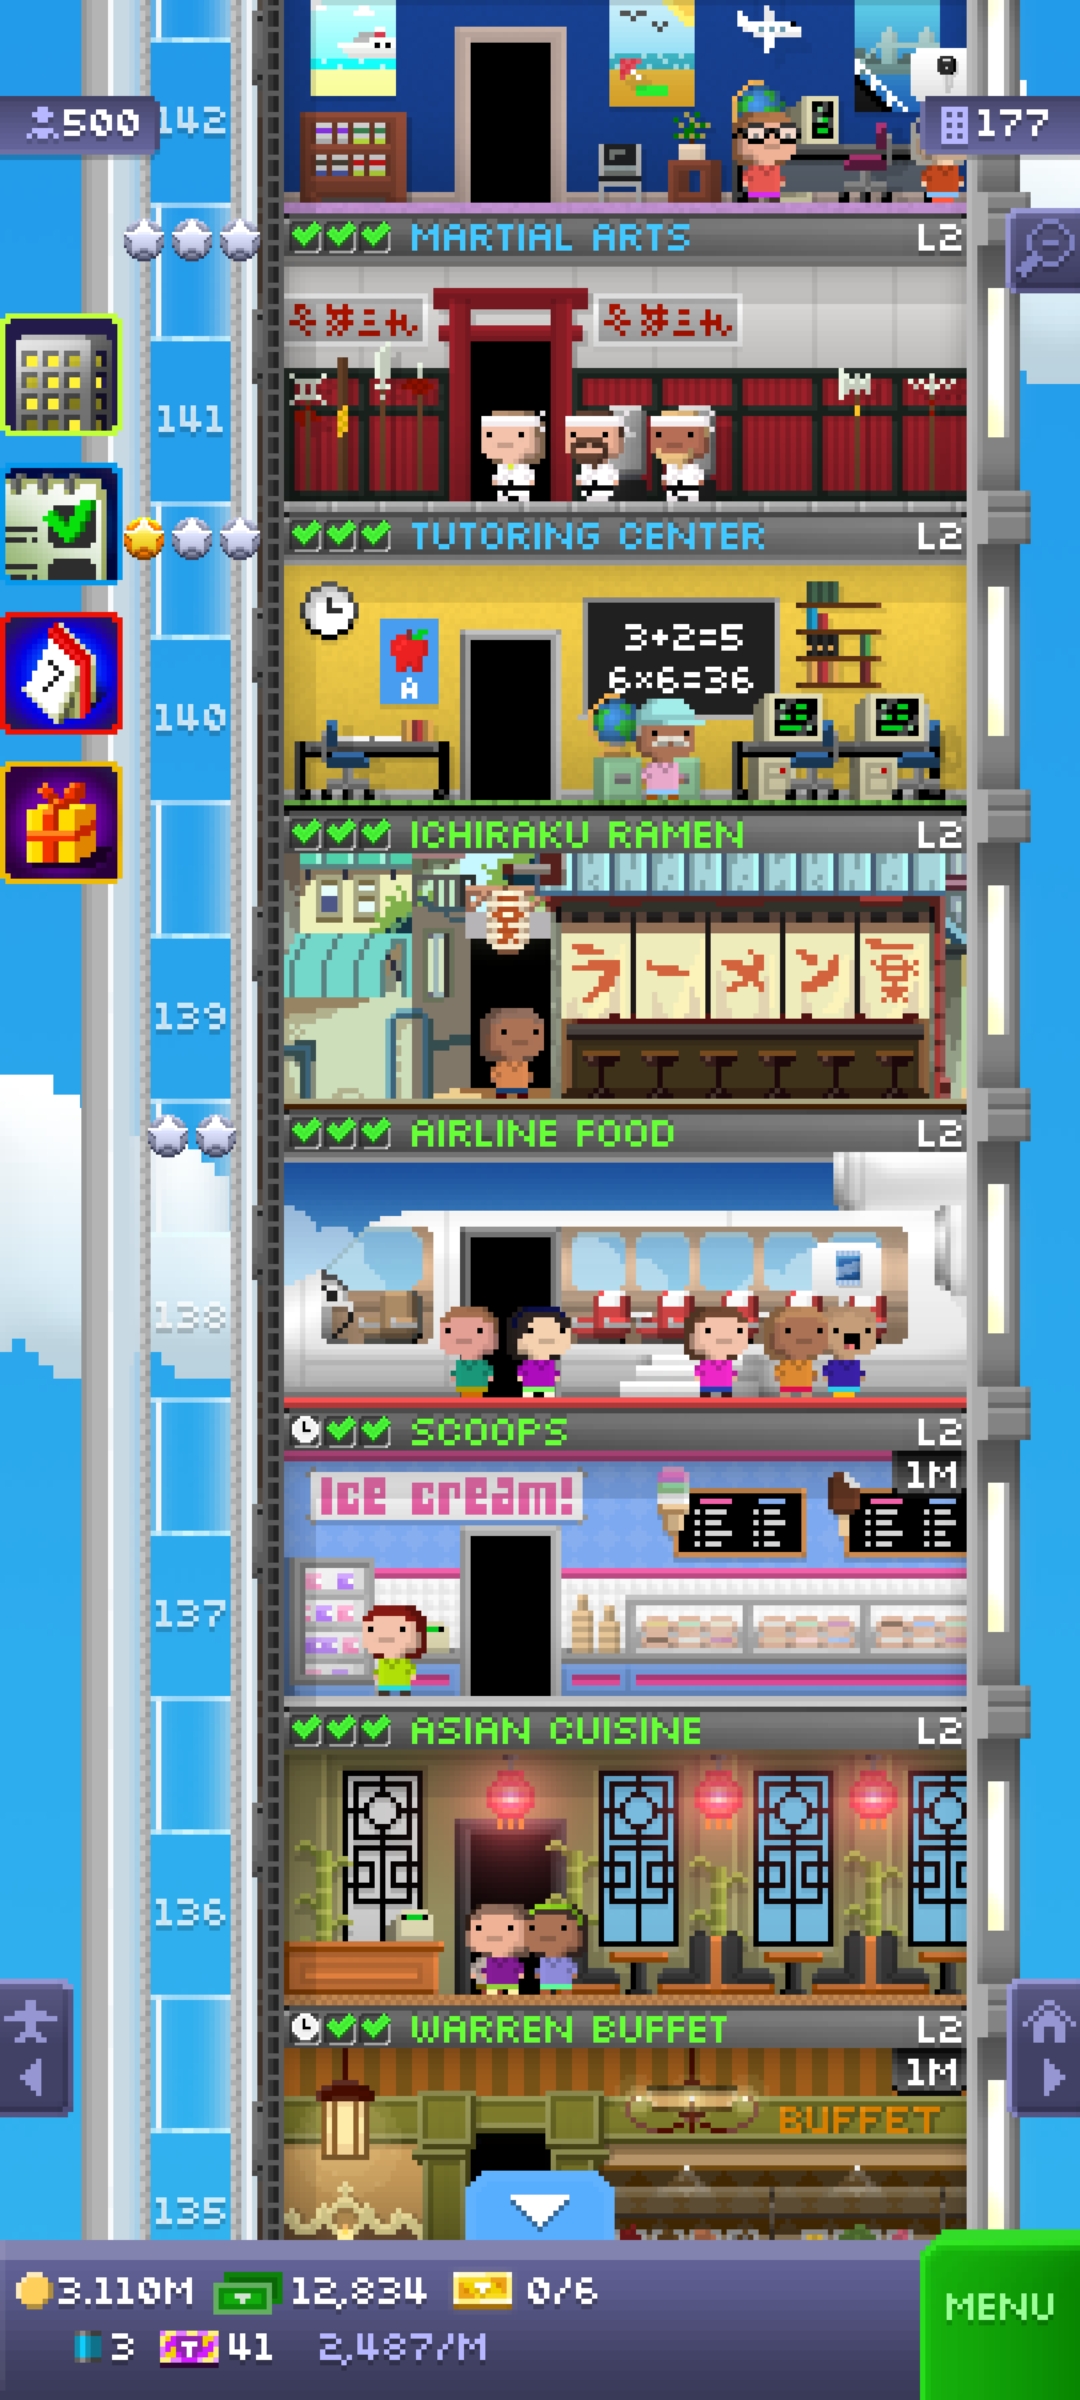 500
142
177
MARTIAL ARTS L2
141
TUTORING CENTER L2
3+2=5
6x6=36
A
7
140
ICHIRAKU RAMEN L2
ラーメン
139
AIRLINE FOOD L2
138
SCOOPS L2
1M
Ice cream!
137
ASIAN CUISINE L2
136
WARREN BUFFET L2
1M
BUFFET
135
3.110M 12,834 0/6
3 T 41 2,487/M
MENU